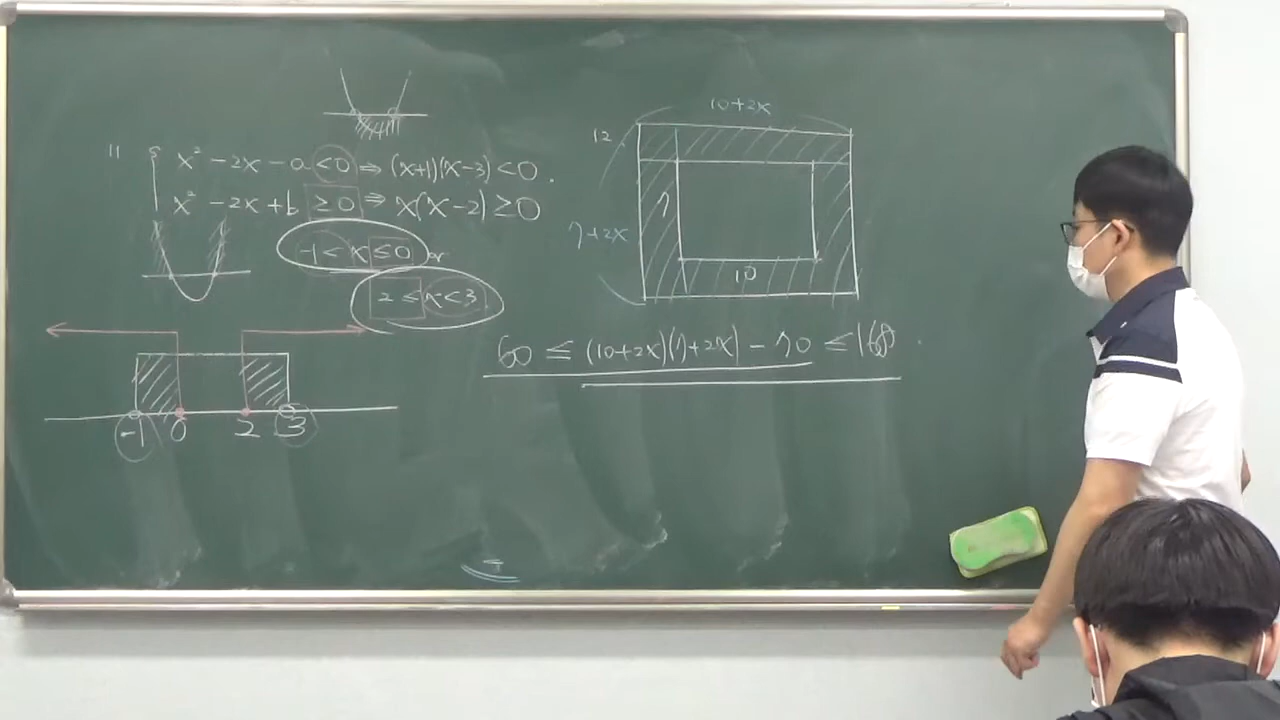 11 { x² - 2x - a < 0 ⇒ (x+1)(x-3) < 0.
x² - 2x + b ≥ 0 ⇒ x(x-2) ≥ 0
-1 < x ≤ 0 or
2 ≤ x < 3
-1 0 2 3
12
10+2x
7
7+2x
10
60 ≤ (10+2x)(7+2x) - 70 ≤ 168